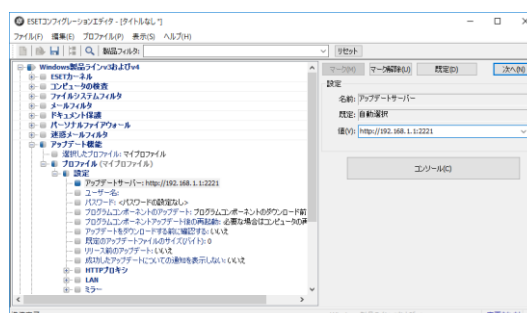 ESETコンフィグレーションエディタ - [タイトルなし *]
ファイル(F) 編集(E) プロファイル(P) 表示(S) ヘルプ(H)
製品フィルタ: リセット
Windows製品ラインv3およびv4
ESETカーネル
コンピュータの検査
ファイルシステムフィルタ
メールフィルタ
ドキュメント保護
パーソナルファイアウォール
迷惑メールフィルタ
アップデート機能
選択したプロファイル: マイプロファイル
プロファイル (マイプロファイル)
設定
アップデートサーバー: http://192.168.1.1:2221
ユーザー名:
パスワード: <パスワードの設定なし>
プログラムコンポーネントのアップデート: プログラムコンポーネントのダウンロード前
プログラムコンポーネントアップデート後の再起動: 必要な場合はコンピュータの再
アップデートをダウンロードする前に確認する: いいえ
既定のアップデートファイルのサイズ(バイト): 0
リリース前のアップデート: いいえ
成功したアップデートについての通知を表示しない: いいえ
HTTPプロキシ
LAN
ミラー
マーク(M) マーク解除(U) 既定(D) 次へ(N)
設定
名前: アップデートサーバー
既定: 自動選択
値(V): http://192.168.1.1:2221
コンソール(C)